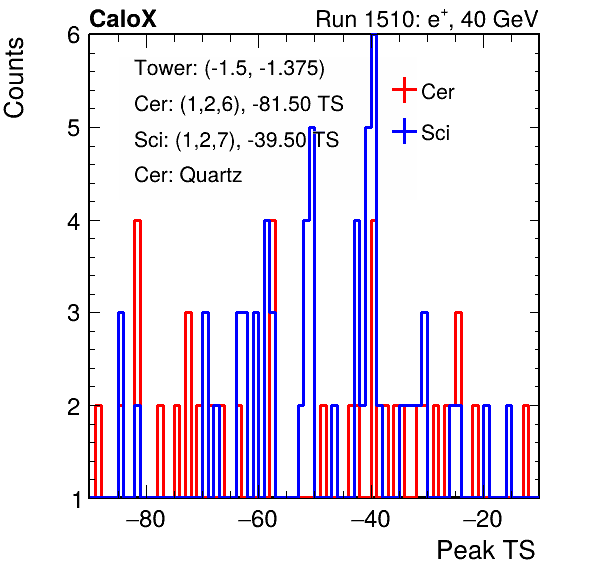 CaloX Run 1510: e⁺, 40 GeV
Counts
6
5
4
3
2
1
Tower: (-1.5, -1.375)
Cer: (1,2,6), -81.50 TS
Sci: (1,2,7), -39.50 TS
Cer: Quartz
Cer
Sci
−80 −60 −40 −20
Peak TS